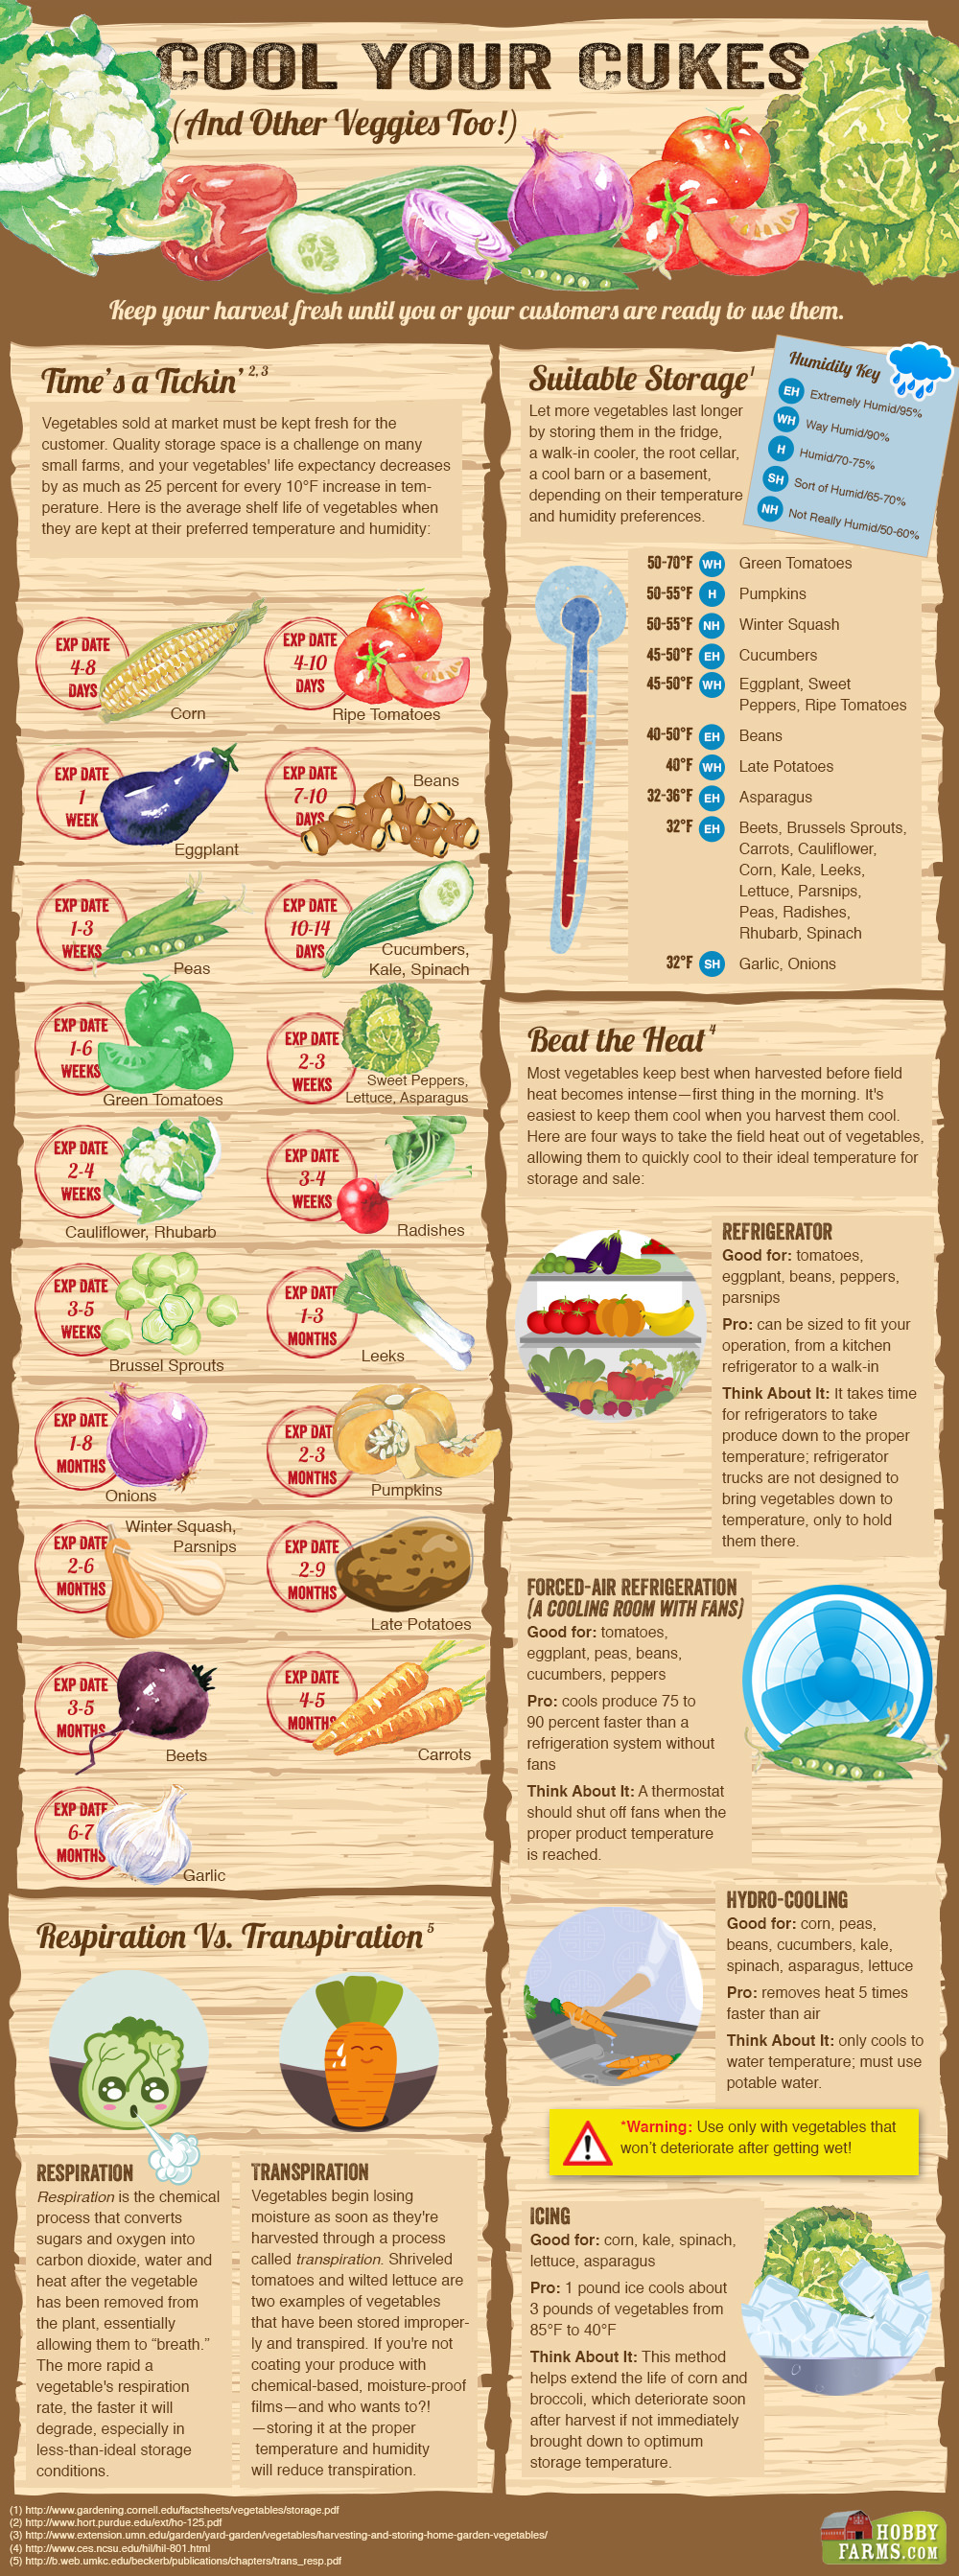 COOL YOUR CUKES
(And Other Veggies Too!)
Keep your harvest fresh until you or your customers are ready to use them.
Time's a Tickin' 2,3
Vegetables sold at market must be kept fresh for the
customer. Quality storage space is a challenge on many
small farms, and your vegetables' life expectancy decreases
by as much as 25 percent for every 10°F increase in tem-
perature. Here is the average shelf life of vegetables when
they are kept at their preferred temperature and humidity:
EXP DATE
4-8
DAYS
Corn
EXP DATE
4-10
DAYS
Ripe Tomatoes
EXP DATE
1
WEEK
Eggplant
EXP DATE
7-10
DAYS
Beans
EXP DATE
1-3
WEEKS
Peas
EXP DATE
10-14
DAYS
Cucumbers,
Kale, Spinach
EXP DATE
1-6
WEEKS
Green Tomatoes
EXP DATE
2-3
WEEKS
Sweet Peppers,
Lettuce, Asparagus
EXP DATE
2-4
WEEKS
Cauliflower, Rhubarb
EXP DATE
3-4
WEEKS
Radishes
EXP DATE
3-5
WEEKS
Brussel Sprouts
EXP DATE
1-3
MONTHS
Leeks
EXP DATE
1-8
MONTHS
Onions
EXP DATE
2-3
MONTHS
Pumpkins
EXP DATE
2-6
MONTHS
Winter Squash,
Parsnips
EXP DATE
2-9
MONTHS
Late Potatoes
EXP DATE
3-5
MONTHS
Beets
EXP DATE
4-5
MONTHS
Carrots
EXP DATE
6-7
MONTHS
Garlic
Respiration Vs. Transpiration 5
RESPIRATION
Respiration is the chemical
process that converts
sugars and oxygen into
carbon dioxide, water and
heat after the vegetable
has been removed from
the plant, essentially
allowing them to “breath.”
The more rapid a
vegetable's respiration
rate, the faster it will
degrade, especially in
less-than-ideal storage
conditions.
TRANSPIRATION
Vegetables begin losing
moisture as soon as they're
harvested through a process
called transpiration. Shriveled
tomatoes and wilted lettuce are
two examples of vegetables
that have been stored improper-
ly and transpired. If you're not
coating your produce with
chemical-based, moisture-proof
films—and who wants to?!
—storing it at the proper
temperature and humidity
will reduce transpiration.
Suitable Storage 1
Let more vegetables last longer
by storing them in the fridge,
a walk-in cooler, the root cellar,
a cool barn or a basement,
depending on their temperature
and humidity preferences.
Humidity Key
EH Extremely Humid/95%
WH Way Humid/90%
H Humid/70-75%
SH Sort of Humid/65-70%
NH Not Really Humid/50-60%
50-70°F WH Green Tomatoes
50-55°F H Pumpkins
50-55°F NH Winter Squash
45-50°F EH Cucumbers
45-50°F WH Eggplant, Sweet
Peppers, Ripe Tomatoes
40-50°F EH Beans
40°F WH Late Potatoes
32-36°F EH Asparagus
32°F EH Beets, Brussels Sprouts,
Carrots, Cauliflower,
Corn, Kale, Leeks,
Lettuce, Parsnips,
Peas, Radishes,
Rhubarb, Spinach
32°F SH Garlic, Onions
Beat the Heat 4
Most vegetables keep best when harvested before field
heat becomes intense—first thing in the morning. It's
easiest to keep them cool when you harvest them cool.
Here are four ways to take the field heat out of vegetables,
allowing them to quickly cool to their ideal temperature for
storage and sale:
REFRIGERATOR
Good for: tomatoes,
eggplant, beans, peppers,
parsnips
Pro: can be sized to fit your
operation, from a kitchen
refrigerator to a walk-in
Think About It: It takes time
for refrigerators to take
produce down to the proper
temperature; refrigerator
trucks are not designed to
bring vegetables down to
temperature, only to hold
them there.
FORCED-AIR REFRIGERATION
(A COOLING ROOM WITH FANS)
Good for: tomatoes,
eggplant, peas, beans,
cucumbers, peppers
Pro: cools produce 75 to
90 percent faster than a
refrigeration system without
fans
Think About It: A thermostat
should shut off fans when the
proper product temperature
is reached.
HYDRO-COOLING
Good for: corn, peas,
beans, cucumbers, kale,
spinach, asparagus, lettuce
Pro: removes heat 5 times
faster than air
Think About It: only cools to
water temperature; must use
potable water.
*Warning: Use only with vegetables that
won't deteriorate after getting wet!
ICING
Good for: corn, kale, spinach,
lettuce, asparagus
Pro: 1 pound ice cools about
3 pounds of vegetables from
85°F to 40°F
Think About It: This method
helps extend the life of corn and
broccoli, which deteriorate soon
after harvest if not immediately
brought down to optimum
storage temperature.
(1) http://www.gardening.cornell.edu/factsheets/vegetables/storage.pdf
(2) http://www.hort.purdue.edu/ext/ho-125.pdf
(3) http://www.extension.umn.edu/garden/yard-garden/vegetables/harvesting-and-storing-home-garden-vegetables/
(4) http://www.ces.ncsu.edu/hil/hil-801.html
(5) http://b.web.umkc.edu/beckerb/publications/chapters/trans_resp.pdf
HOBBY
FARMS.COM